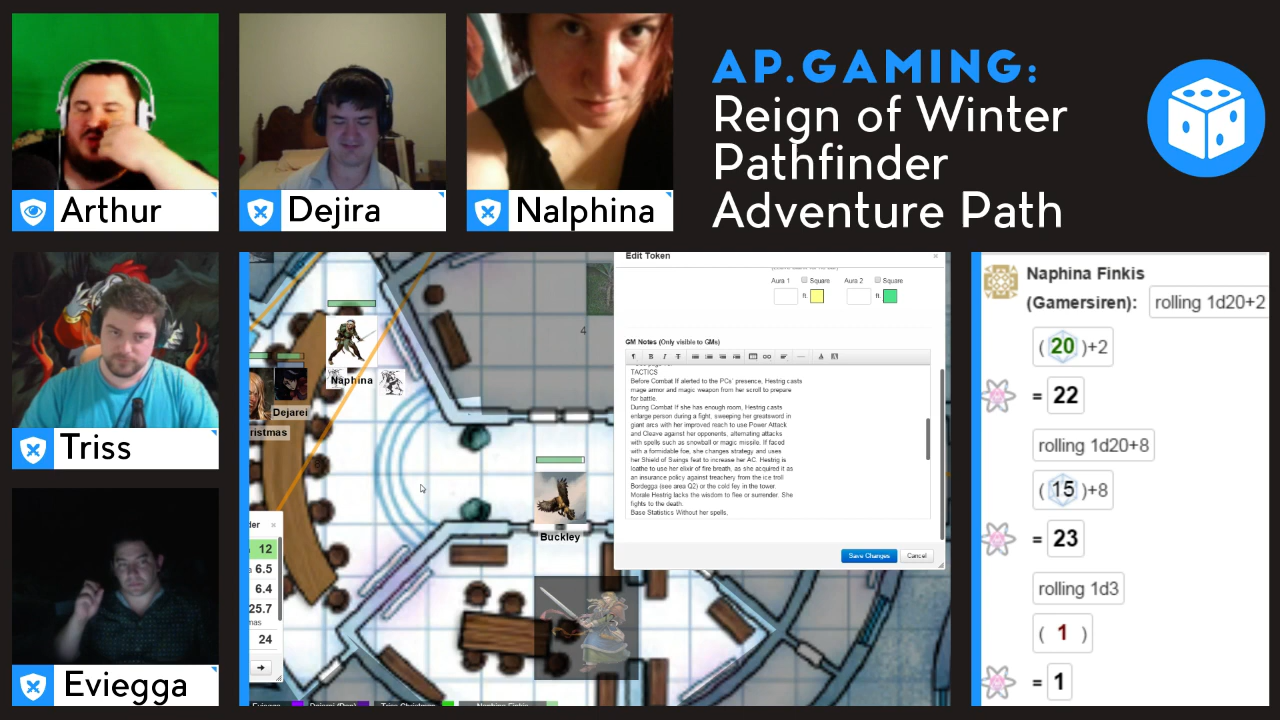 AP.GAMING:
Reign of Winter
Pathfinder
Adventure Path
Arthur
Dejira
Nalphina
Triss
Eviegga
Naphina
Dejarei
ristmas
Buckley
4
der
12
6.5
6.4
25.7
mas
24
Edit Token
Aura 1
Square
Aura 2
Square
ft.
ft.
GM Notes (Only visible to GMs)
TACTICS
Before Combat If alerted to the PCs' presence, Hestrig casts
mage armor and magic weapon from her scroll to prepare
for battle.
During Combat If she has enough room, Hestrig casts
enlarge person during a fight, sweeping her greatsword in
giant arcs with her improved reach to use Power Attack
and Cleave against her opponents, alternating attacks
with spells such as snowball or magic missile. If faced
with a formidable foe, she changes strategy and uses
her Shield of Swings feat to increase her AC. Hestrig is
loathe to use her elixir of fire breath, as she acquired it as
an insurance policy against treachery from the ice troll
Bordegga (see area Q2) or the cold fey in the tower.
Morale Hestrig lacks the wisdom to flee or surrender. She
fights to the death.
Base Statistics Without her spells,
Save Changes
Cancel
Naphina Finkis
(Gamersiren):
rolling 1d20+2
(20)+2
= 22
rolling 1d20+8
(15)+8
= 23
rolling 1d3
( 1 )
= 1